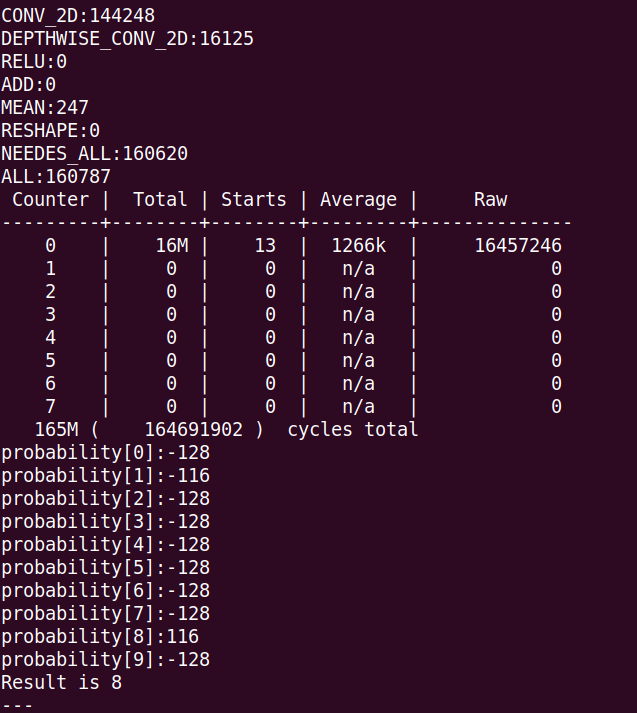 CONV_2D:144248
DEPTHWISE_CONV_2D:16125
RELU:0
ADD:0
MEAN:247
RESHAPE:0
NEEDES_ALL:160620
ALL:160787
 Counter |  Total | Starts | Average |     Raw
---------+--------+--------+---------+--------------
    0    |    16M |    13  |  1266k  |     16457246
    1    |     0  |     0  |   n/a   |            0
    2    |     0  |     0  |   n/a   |            0
    3    |     0  |     0  |   n/a   |            0
    4    |     0  |     0  |   n/a   |            0
    5    |     0  |     0  |   n/a   |            0
    6    |     0  |     0  |   n/a   |            0
    7    |     0  |     0  |   n/a   |            0
   165M (    164691902 )  cycles total
probability[0]:-128
probability[1]:-116
probability[2]:-128
probability[3]:-128
probability[4]:-128
probability[5]:-128
probability[6]:-128
probability[7]:-128
probability[8]:116
probability[9]:-128
Result is 8
---